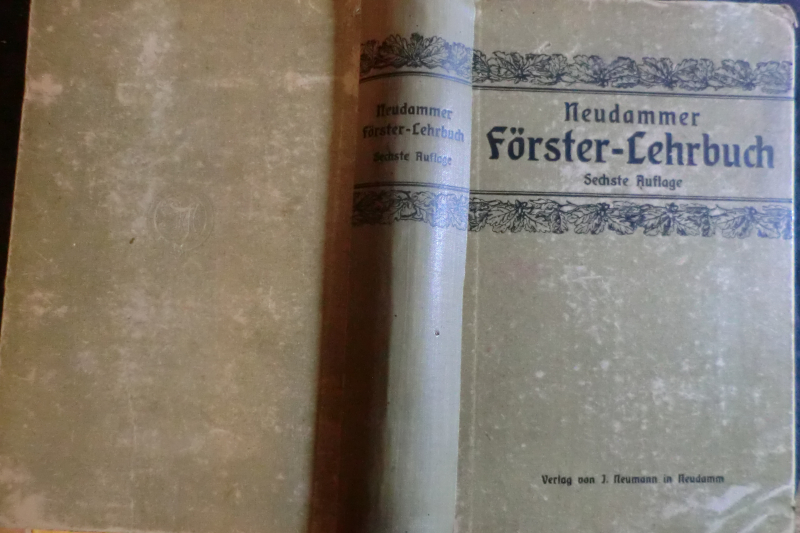 Neudammer
Förster-Lehrbuch
Sechste Auflage
Neudammer
Förster-Lehrbuch
Sechste Auflage
Verlag von J. Neumann in Neudamm